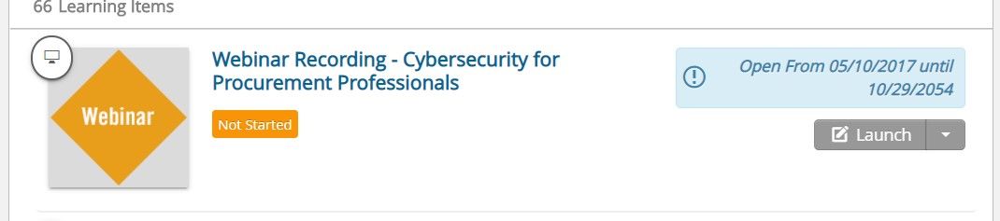 66 Learning Items
Webinar
Webinar Recording - Cybersecurity for
Procurement Professionals
Not Started
Open From 05/10/2017 until
10/29/2054
Launch